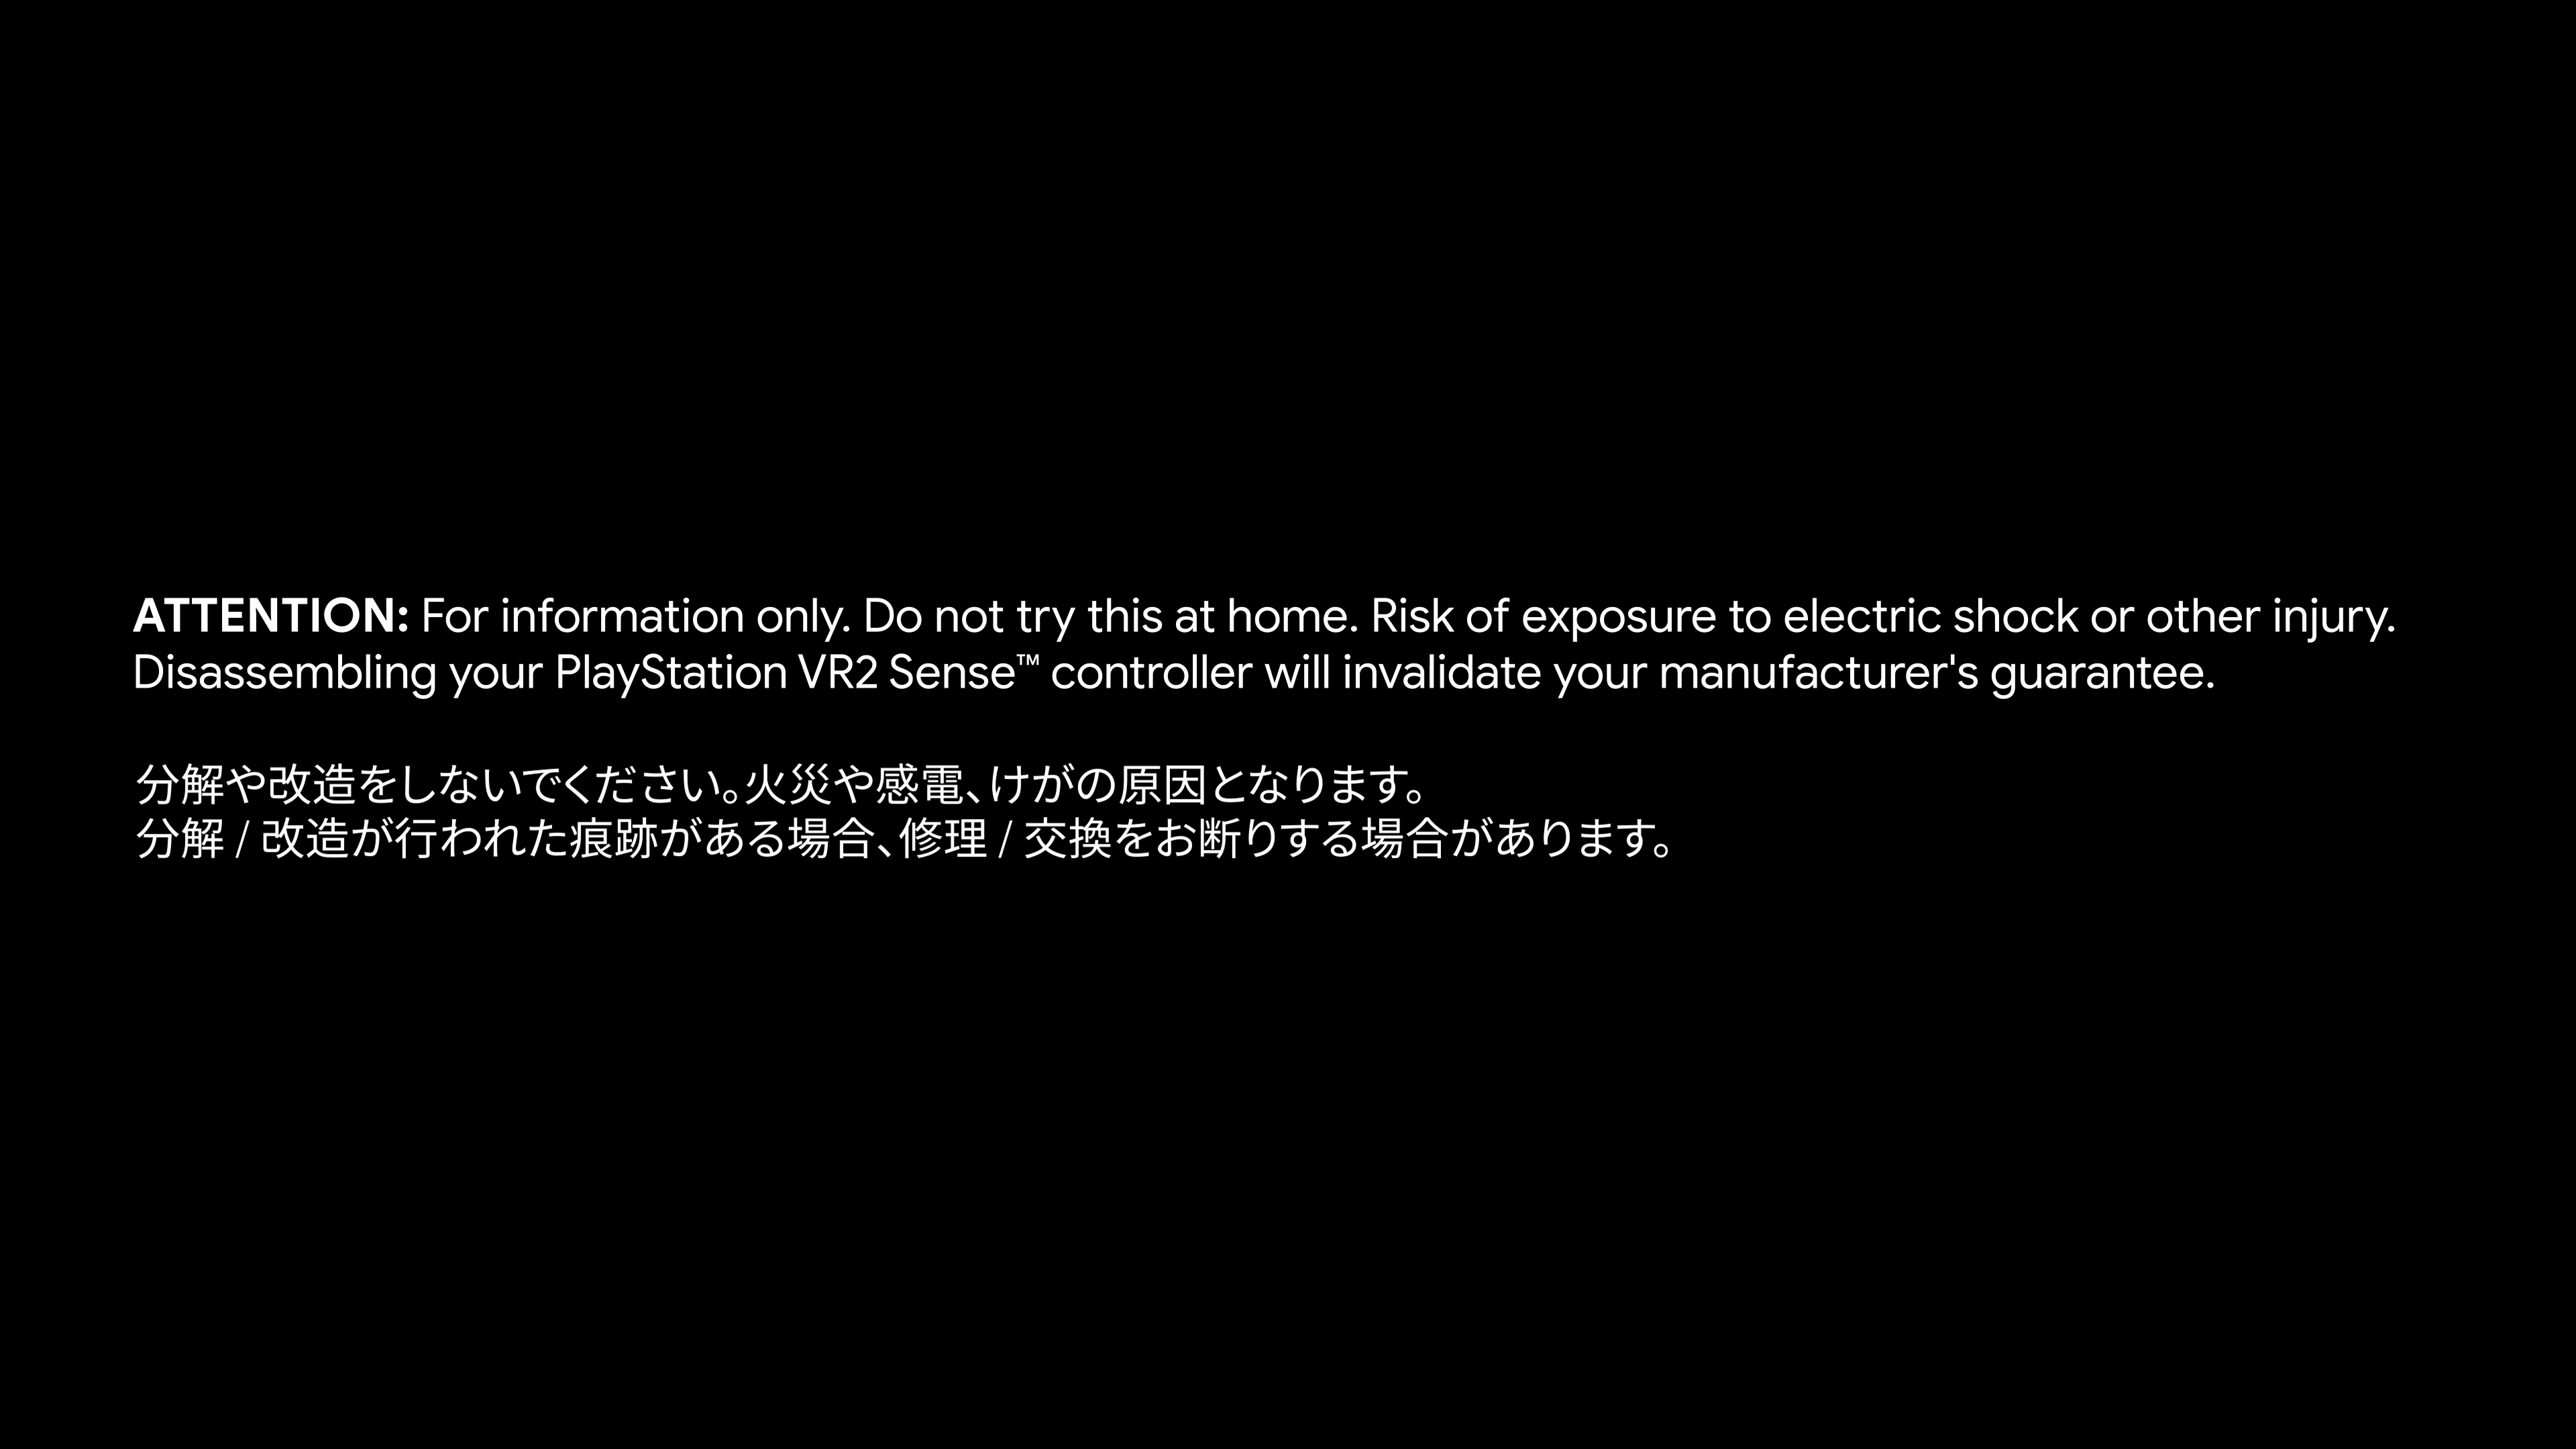 ATTENTION: For information only. Do not try this at home. Risk of exposure to electric shock or other injury.
Disassembling your PlayStation VR2 Sense™ controller will invalidate your manufacturer's guarantee.
分解や改造をしないでください。火災や感電、けがの原因となります。
分解 / 改造が行われた痕跡がある場合、修理 / 交換をお断りする場合があります。